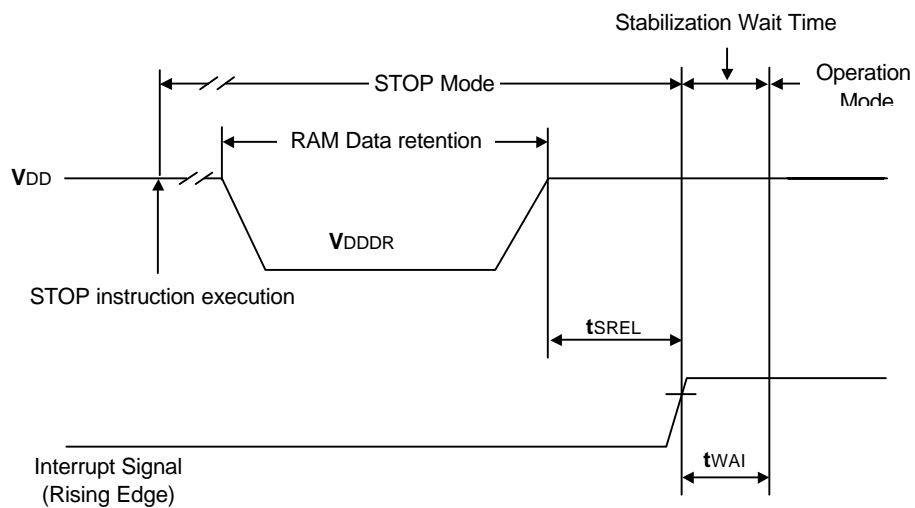 Stabilization Wait Time
STOP Mode
Operation
Mode
RAM Data retention
VDD
VDDDR
STOP instruction execution
tSREL
Interrupt Signal
(Rising Edge)
tWAI